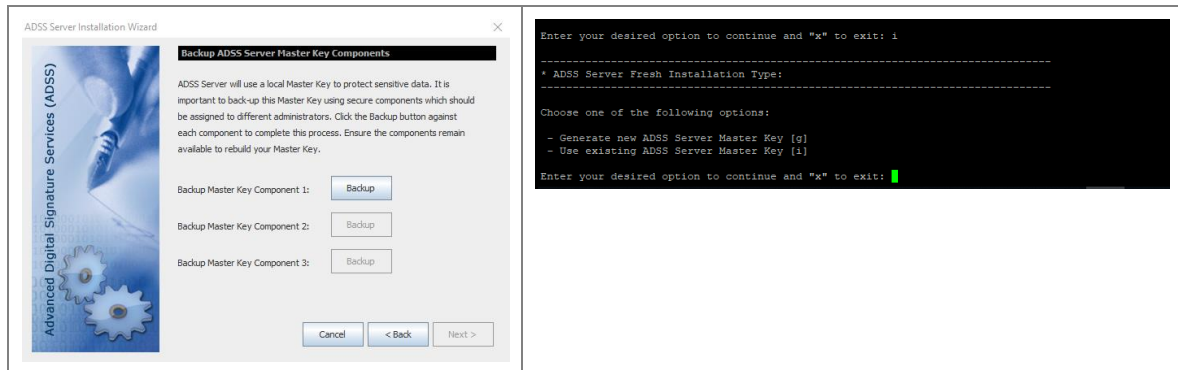 ADSS Server Installation Wizard
Advanced Digital Signature Services (ADSS)
Backup ADSS Server Master Key Components
ADSS Server will use a local Master Key to protect sensitive data. It is
important to back-up this Master Key using secure components which should
be assigned to different administrators. Click the Backup button against
each component to complete this process. Ensure the components remain
available to rebuild your Master Key.
Backup Master Key Component 1: Backup
Backup Master Key Component 2: Backup
Backup Master Key Component 3: Backup
Cancel < Back Next >
Enter your desired option to continue and "x" to exit: i
* ADSS Server Fresh Installation Type:
Choose one of the following options:
- Generate new ADSS Server Master Key [g]
- Use existing ADSS Server Master Key [i]
Enter your desired option to continue and "x" to exit: